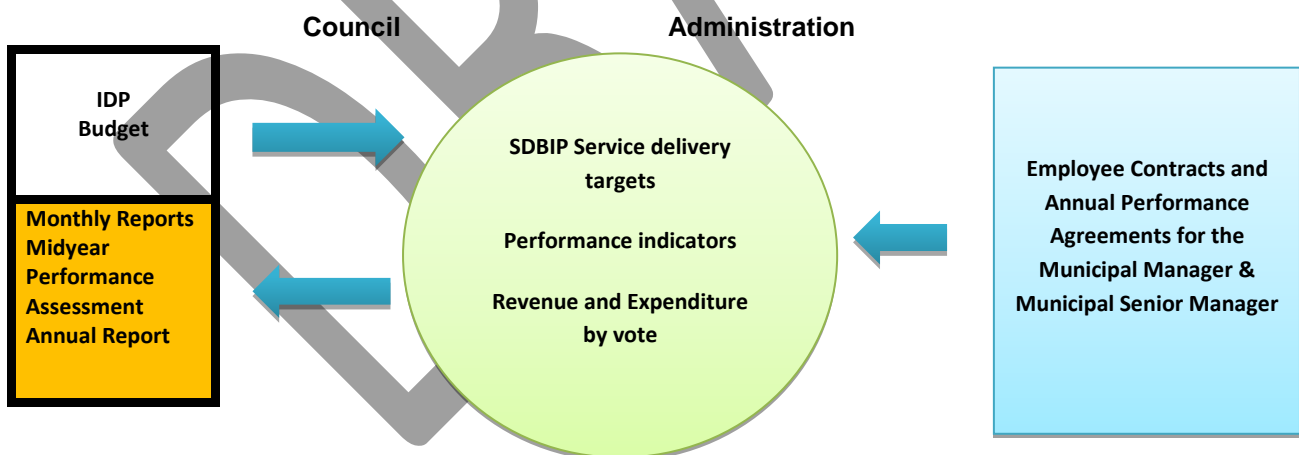 Council
Administration
IDP
Budget
Monthly Reports
Midyear
Performance
Assessment
Annual Report
SDBIP Service delivery
targets
Performance indicators
Revenue and Expenditure
by vote
Employee Contracts and
Annual Performance
Agreements for the
Municipal Manager &
Municipal Senior Manager